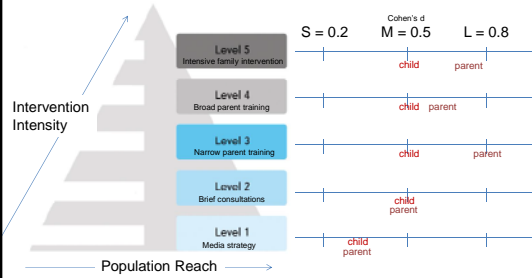 Cohen's d
S = 0.2 M = 0.5 L = 0.8
Level 5
Intensive family intervention
child parent
Level 4
Broad parent training
child parent
Intervention
Intensity
Level 3
Narrow parent training
child parent
Level 2
Brief consultations
child
parent
Level 1
Media strategy
child
parent
Population Reach